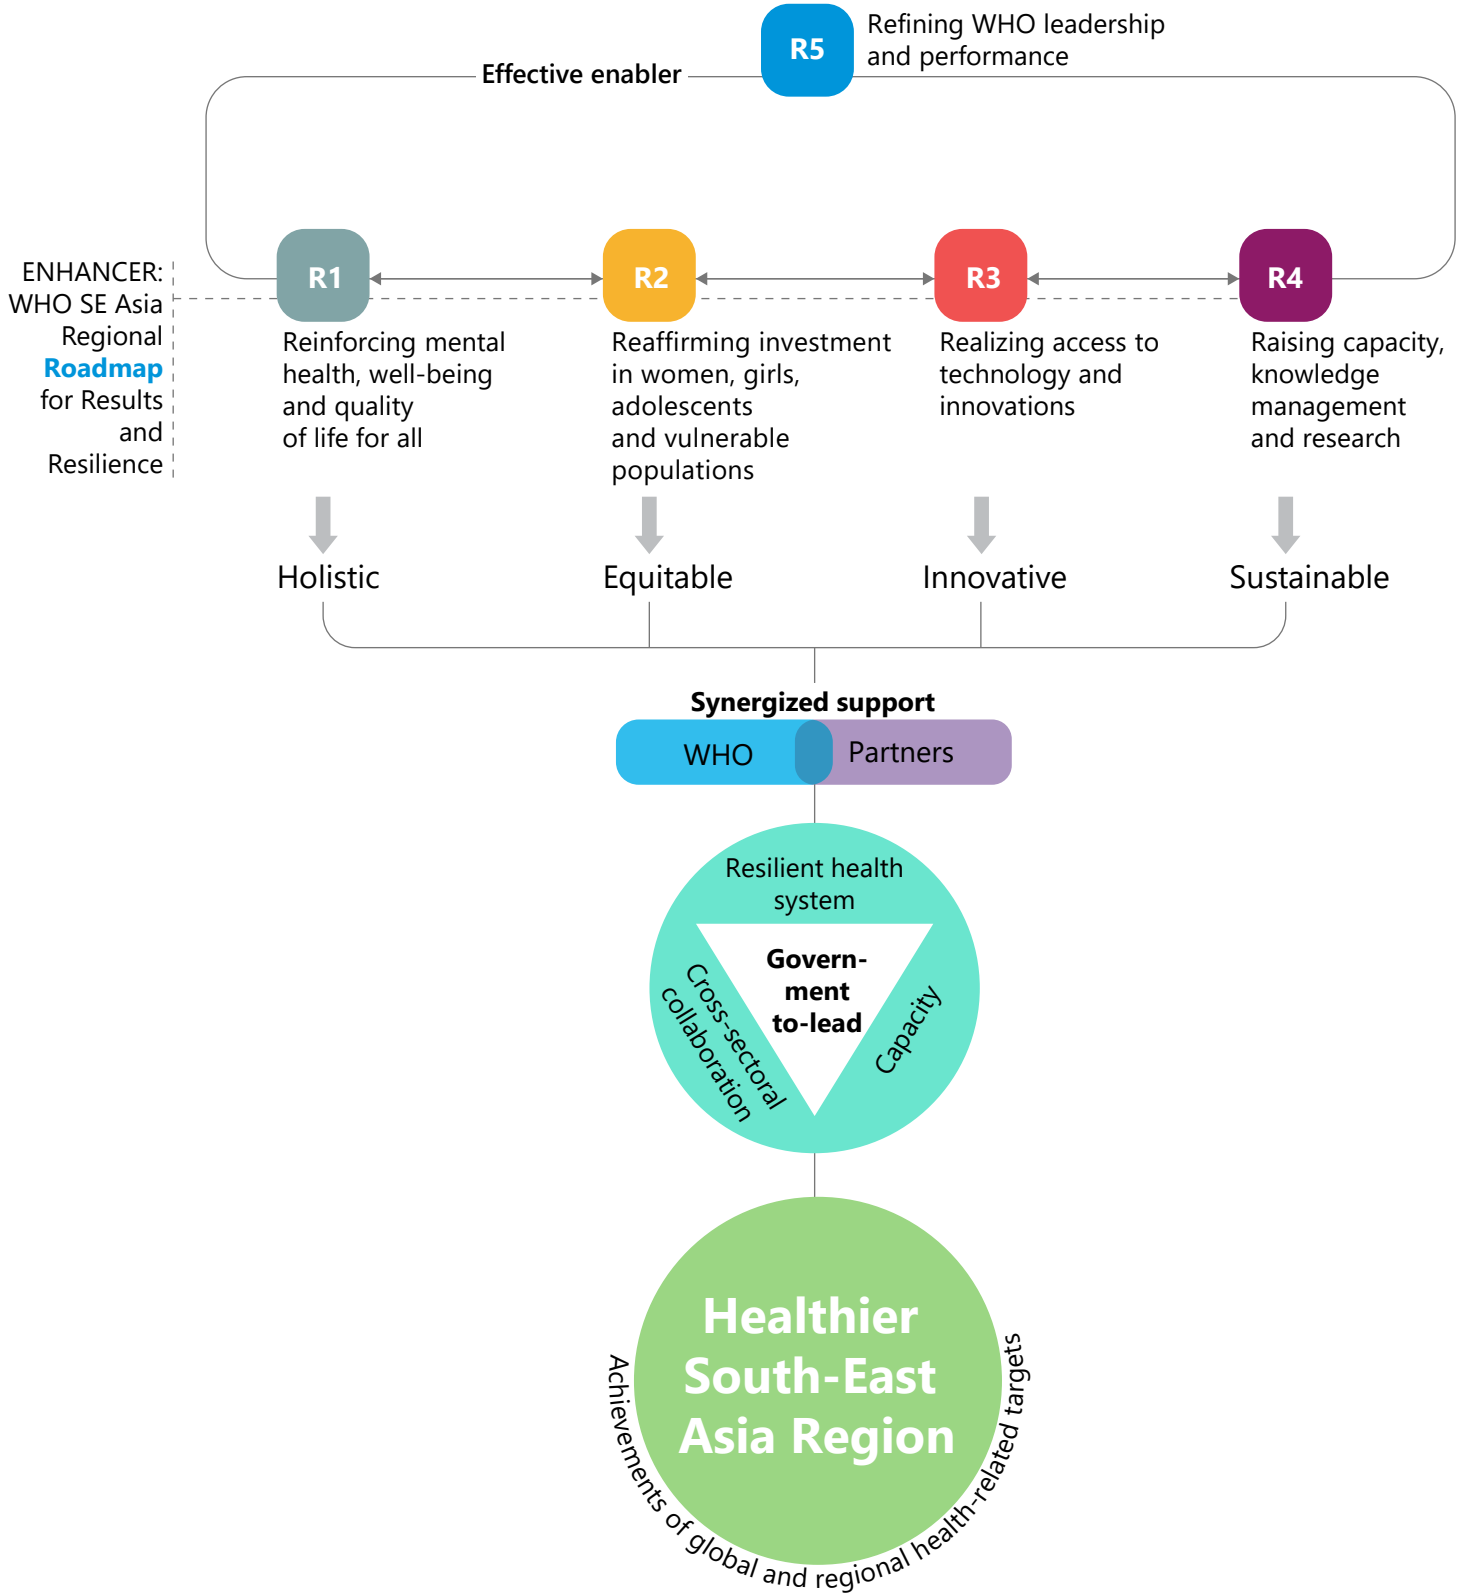 R5
Refining WHO leadership
and performance
Effective enabler
ENHANCER:
WHO SE Asia
Regional
Roadmap
for Results
and
Resilience
R1
R2
R3
R4
Reinforcing mental
health, well-being
and quality
of life for all
Reaffirming investment
in women, girls,
adolescents
and vulnerable
populations
Realizing access to
technology and
innovations
Raising capacity,
knowledge
management
and research
Holistic
Equitable
Innovative
Sustainable
Synergized support
WHO
Partners
Resilient health
system
Govern-
ment
to-lead
Cross-sectoral
collaboration
Capacity
Healthier
South-East
Asia Region
Achievements of global and regional health-related targets